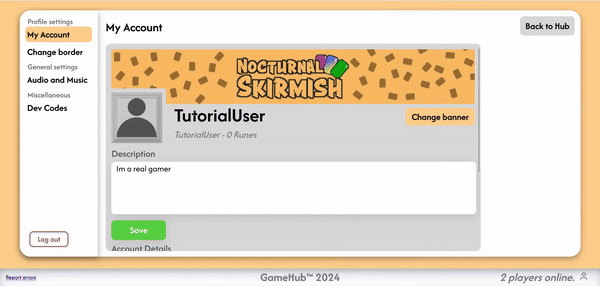 Profile settings
My Account
Change border
General settings
Audio and Music
Miscellaneous
Dev Codes
Log out
My Account
Back to Hub
NOCTURNAL
SKIRMISH
TutorialUser
TutorialUser - 0 Runes
Change banner
Description
Im a real gamer
Save
Account Details
Report errors
GameHub™ 2024
2 players online.